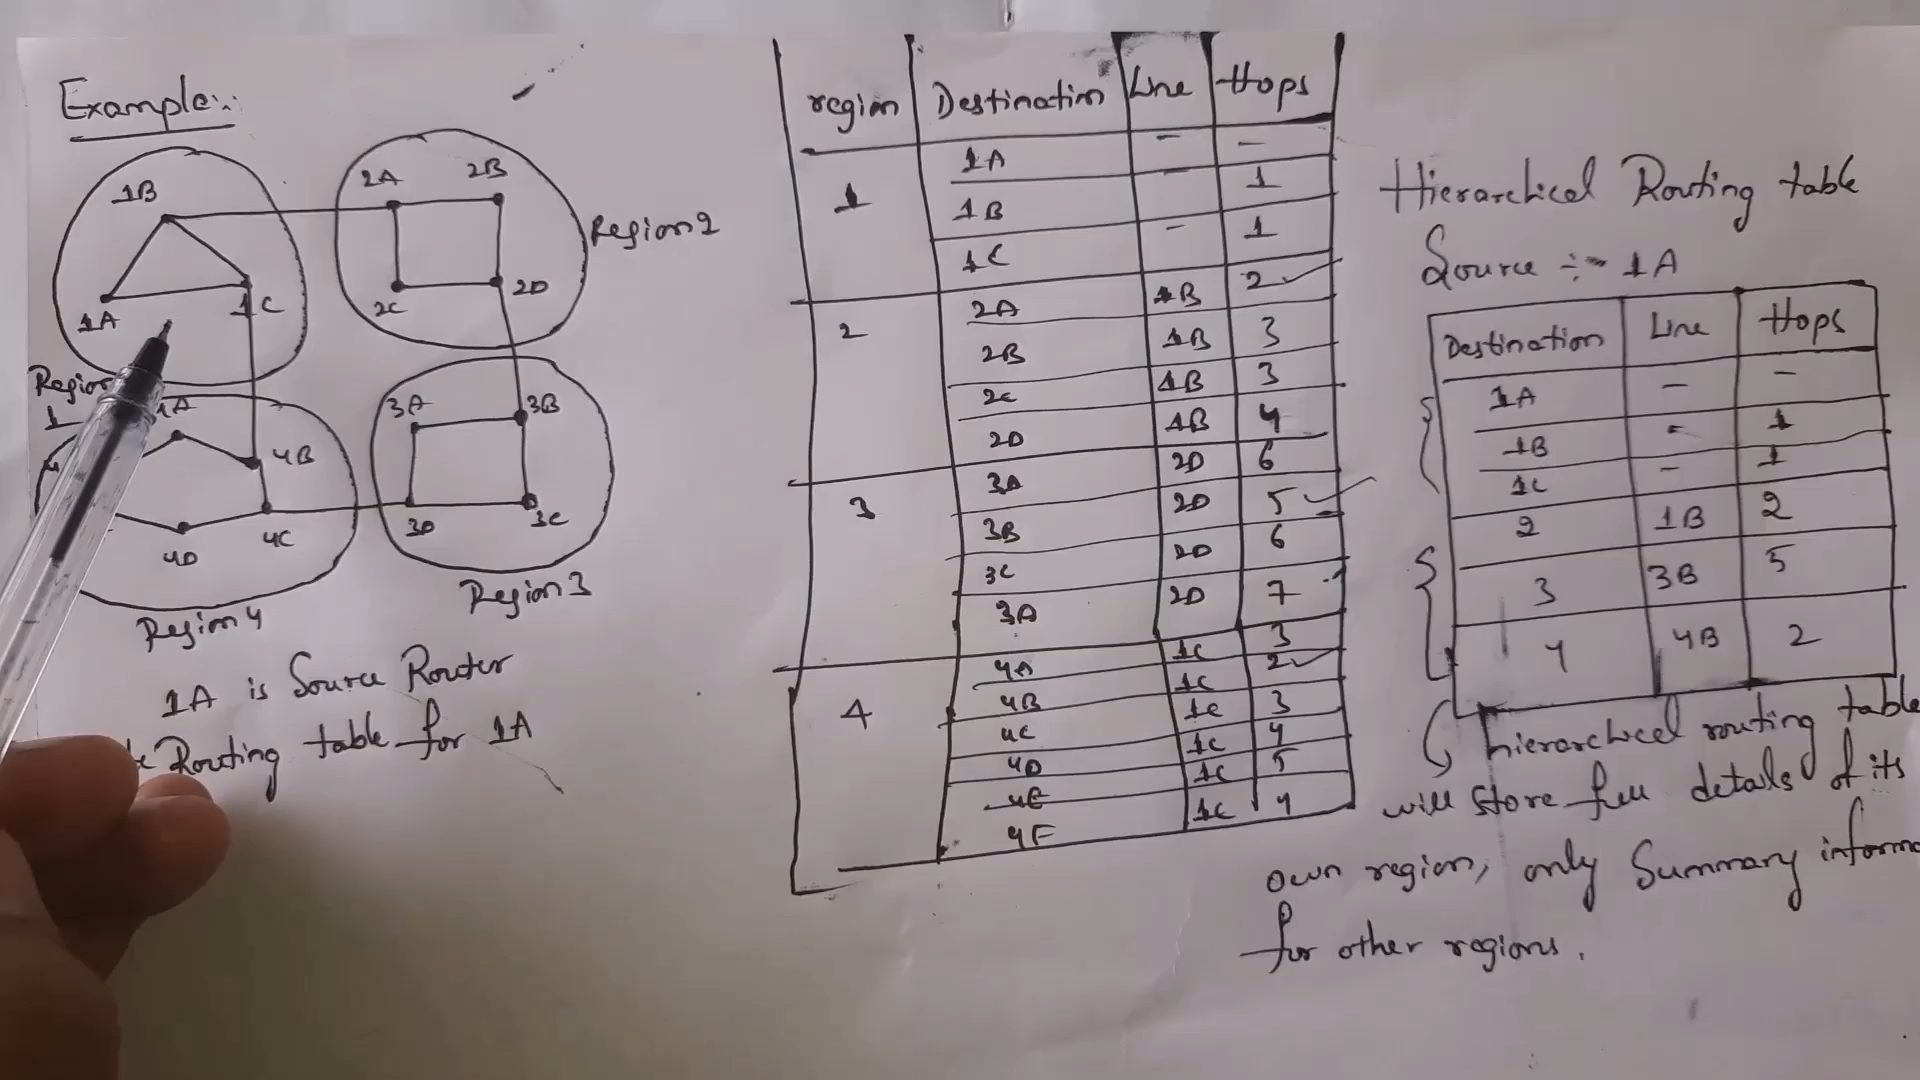 Example:-
1B
1A
1C
Region
1
2A
2B
2C
2D
Region 2
3A
3B
3D
3C
Region 3
4B
4C
4D
Region 4
1A is Source Router
Routing table for 1A
region Destination Line Hops
1 1A - -
1B - 1
1C - 1
2 2A 1B 2
2B 1B 3
2C 1B 3
2D 1B 4
3 3A 2D 6
3B 2D 5
3C 2D 6
3A 2D 7
4 4A 1C 3
4B 1C 2
4C 1C 3
4D 1C 4
4E 1C 5
4F 1C 4
Hierarchical Routing table
Source :- 1A
Destination Line Hops
1A - -
1B - 1
1C - 1
2 1B 2
3 3B 5
4 4B 2
hierarchical routing table
will store full details of its
own region, only Summary
for other regions.